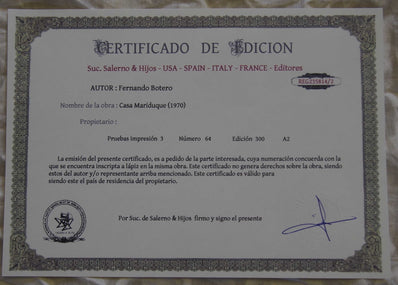 CERTIFICADO DE EDICION
Suc. Salerno & Hijos - USA - SPAIN - ITALY - FRANCE - Editores
AUTOR : Fernando Botero
Nombre de la obra : Casa Mariduque (1970)
Propietario :
Pruebas Impresión 3 Número 64 Edición 300 A2
La emisión del presente certificado, es a pedido de la parte interesada, cuya numeración concuerda con la
que se encuentra inscripta a lápiz en la misma obra. Este certificado no genera derechos sobre la obra, siendo
estos del autor y/o representante arriba mencionado. Este certificado es válido para
siendo este el país de residencia del propietario.
Por Suc. de Salerno & Hijos firmo y signo el presente